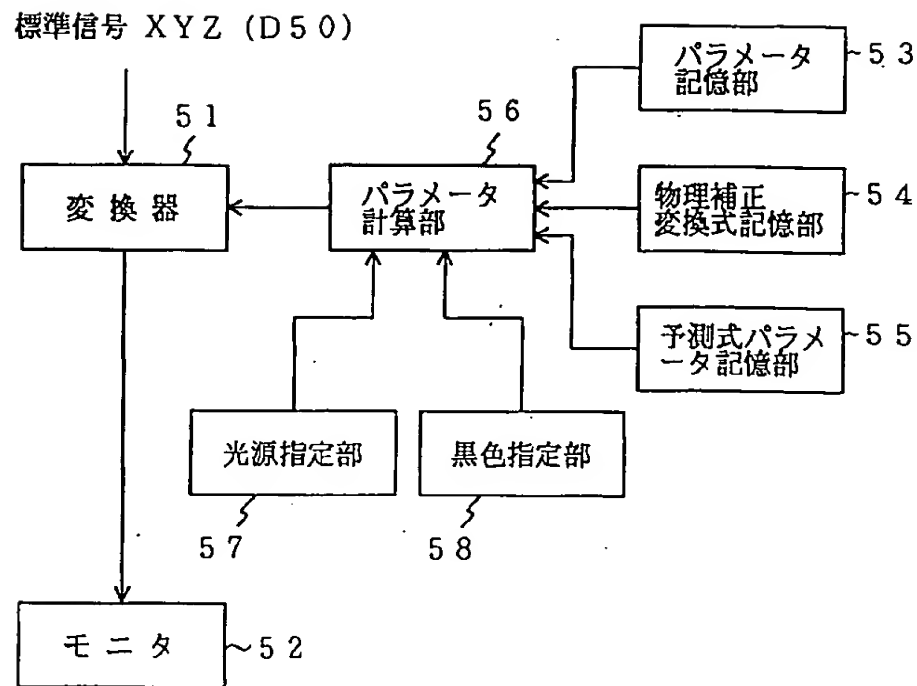 標準信号 XYZ (D50)
51
変換器
56
パラメータ
計算部
パラメータ
記憶部
53
物理補正
変換式記憶部
54
予測式パラメ
ータ記憶部
55
光源指定部
57
黒色指定部
58
モニタ
52